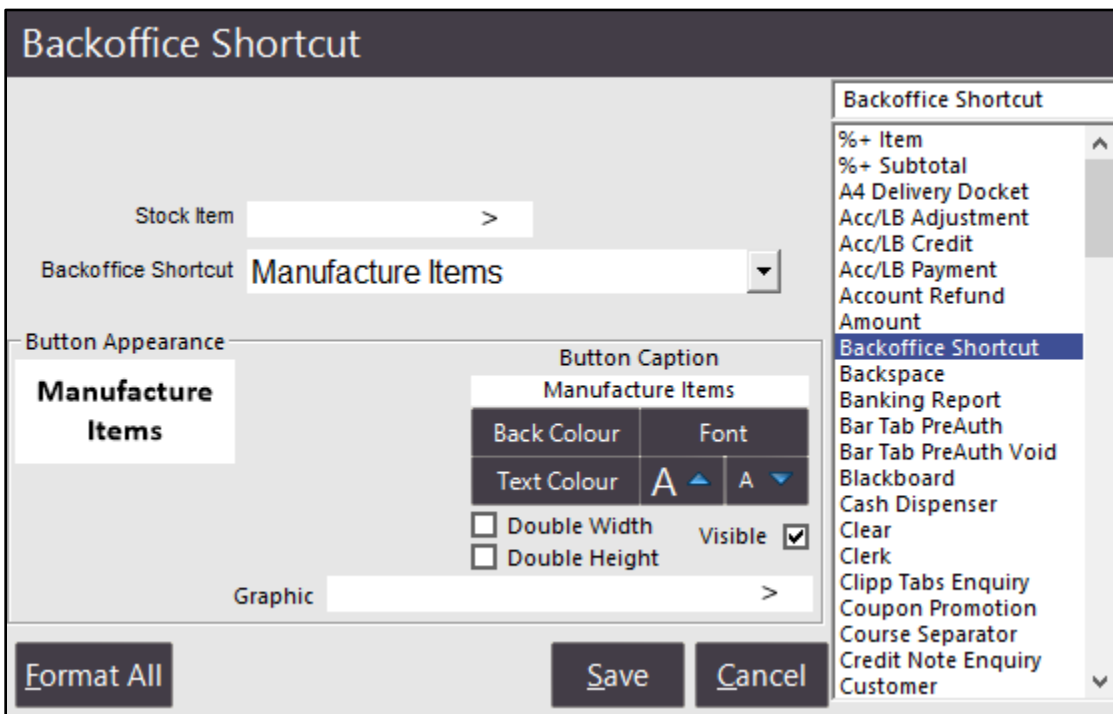 Backoffice Shortcut
Stock Item >
Backoffice Shortcut Manufacture Items
Button Appearance
Manufacture
Items
Button Caption
Manufacture Items
Back Colour Font
Text Colour A A
Double Width
Visible
Double Height
Graphic >
Format All Save Cancel
Backoffice Shortcut
%+ Item
%+ Subtotal
A4 Delivery Docket
Acc/LB Adjustment
Acc/LB Credit
Acc/LB Payment
Account Refund
Amount
Backoffice Shortcut
Backspace
Banking Report
Bar Tab PreAuth
Bar Tab PreAuth Void
Blackboard
Cash Dispenser
Clear
Clerk
Clipp Tabs Enquiry
Coupon Promotion
Course Separator
Credit Note Enquiry
Customer